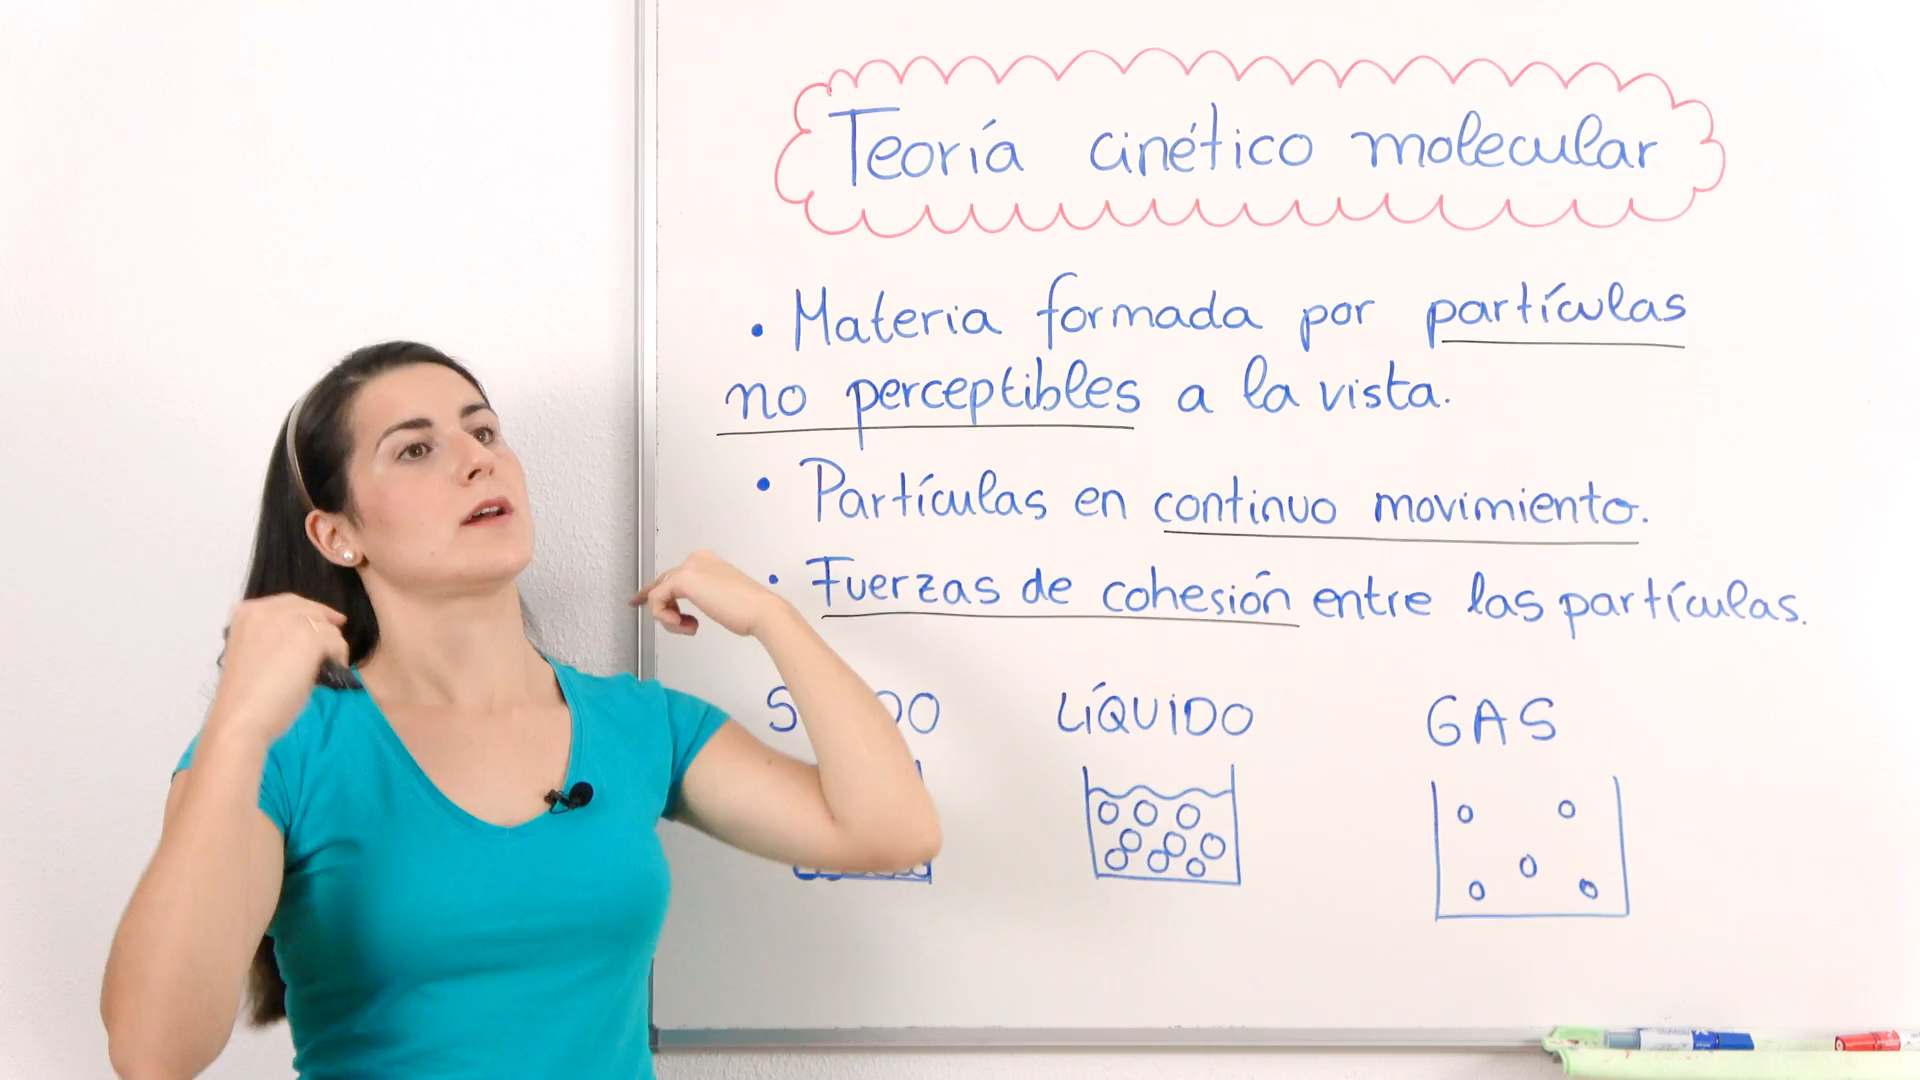 Teoría cinético molecular
• Materia formada por partículas
no perceptibles a la vista.
• Partículas en continuo movimiento.
• Fuerzas de cohesión entre las partículas.
LÍQUIDO GAS